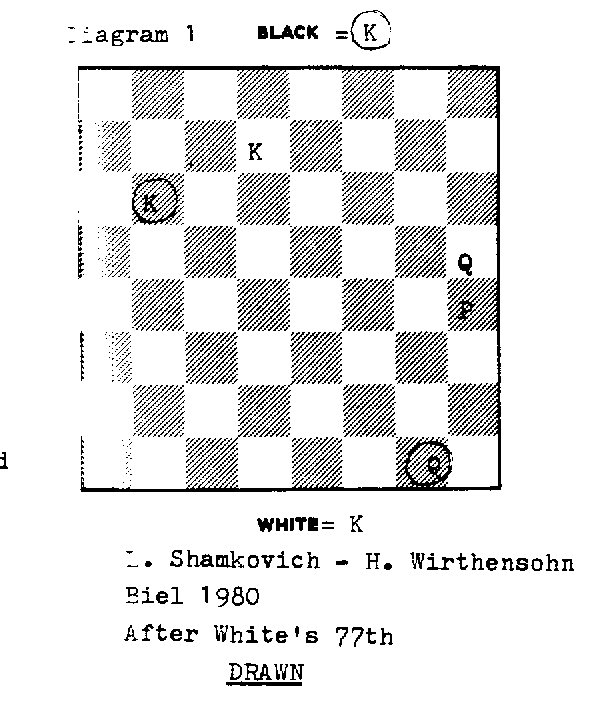 Diagram 1 BLACK = K
K
K
Q
P
Q
d
WHITE= K
L. Shamkovich - H. Wirthensohn
Biel 1980
After White's 77th
DRAWN